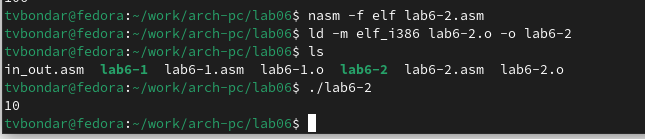 106
tvbondar@fedora:~/work/arch-pc/lab06$ nasm -f elf lab6-2.asm
tvbondar@fedora:~/work/arch-pc/lab06$ ld -m elf_i386 lab6-2.o -o lab6-2
tvbondar@fedora:~/work/arch-pc/lab06$ ls
in_out.asm  lab6-1  lab6-1.asm  lab6-1.o  lab6-2  lab6-2.asm  lab6-2.o
tvbondar@fedora:~/work/arch-pc/lab06$ ./lab6-2
10
tvbondar@fedora:~/work/arch-pc/lab06$